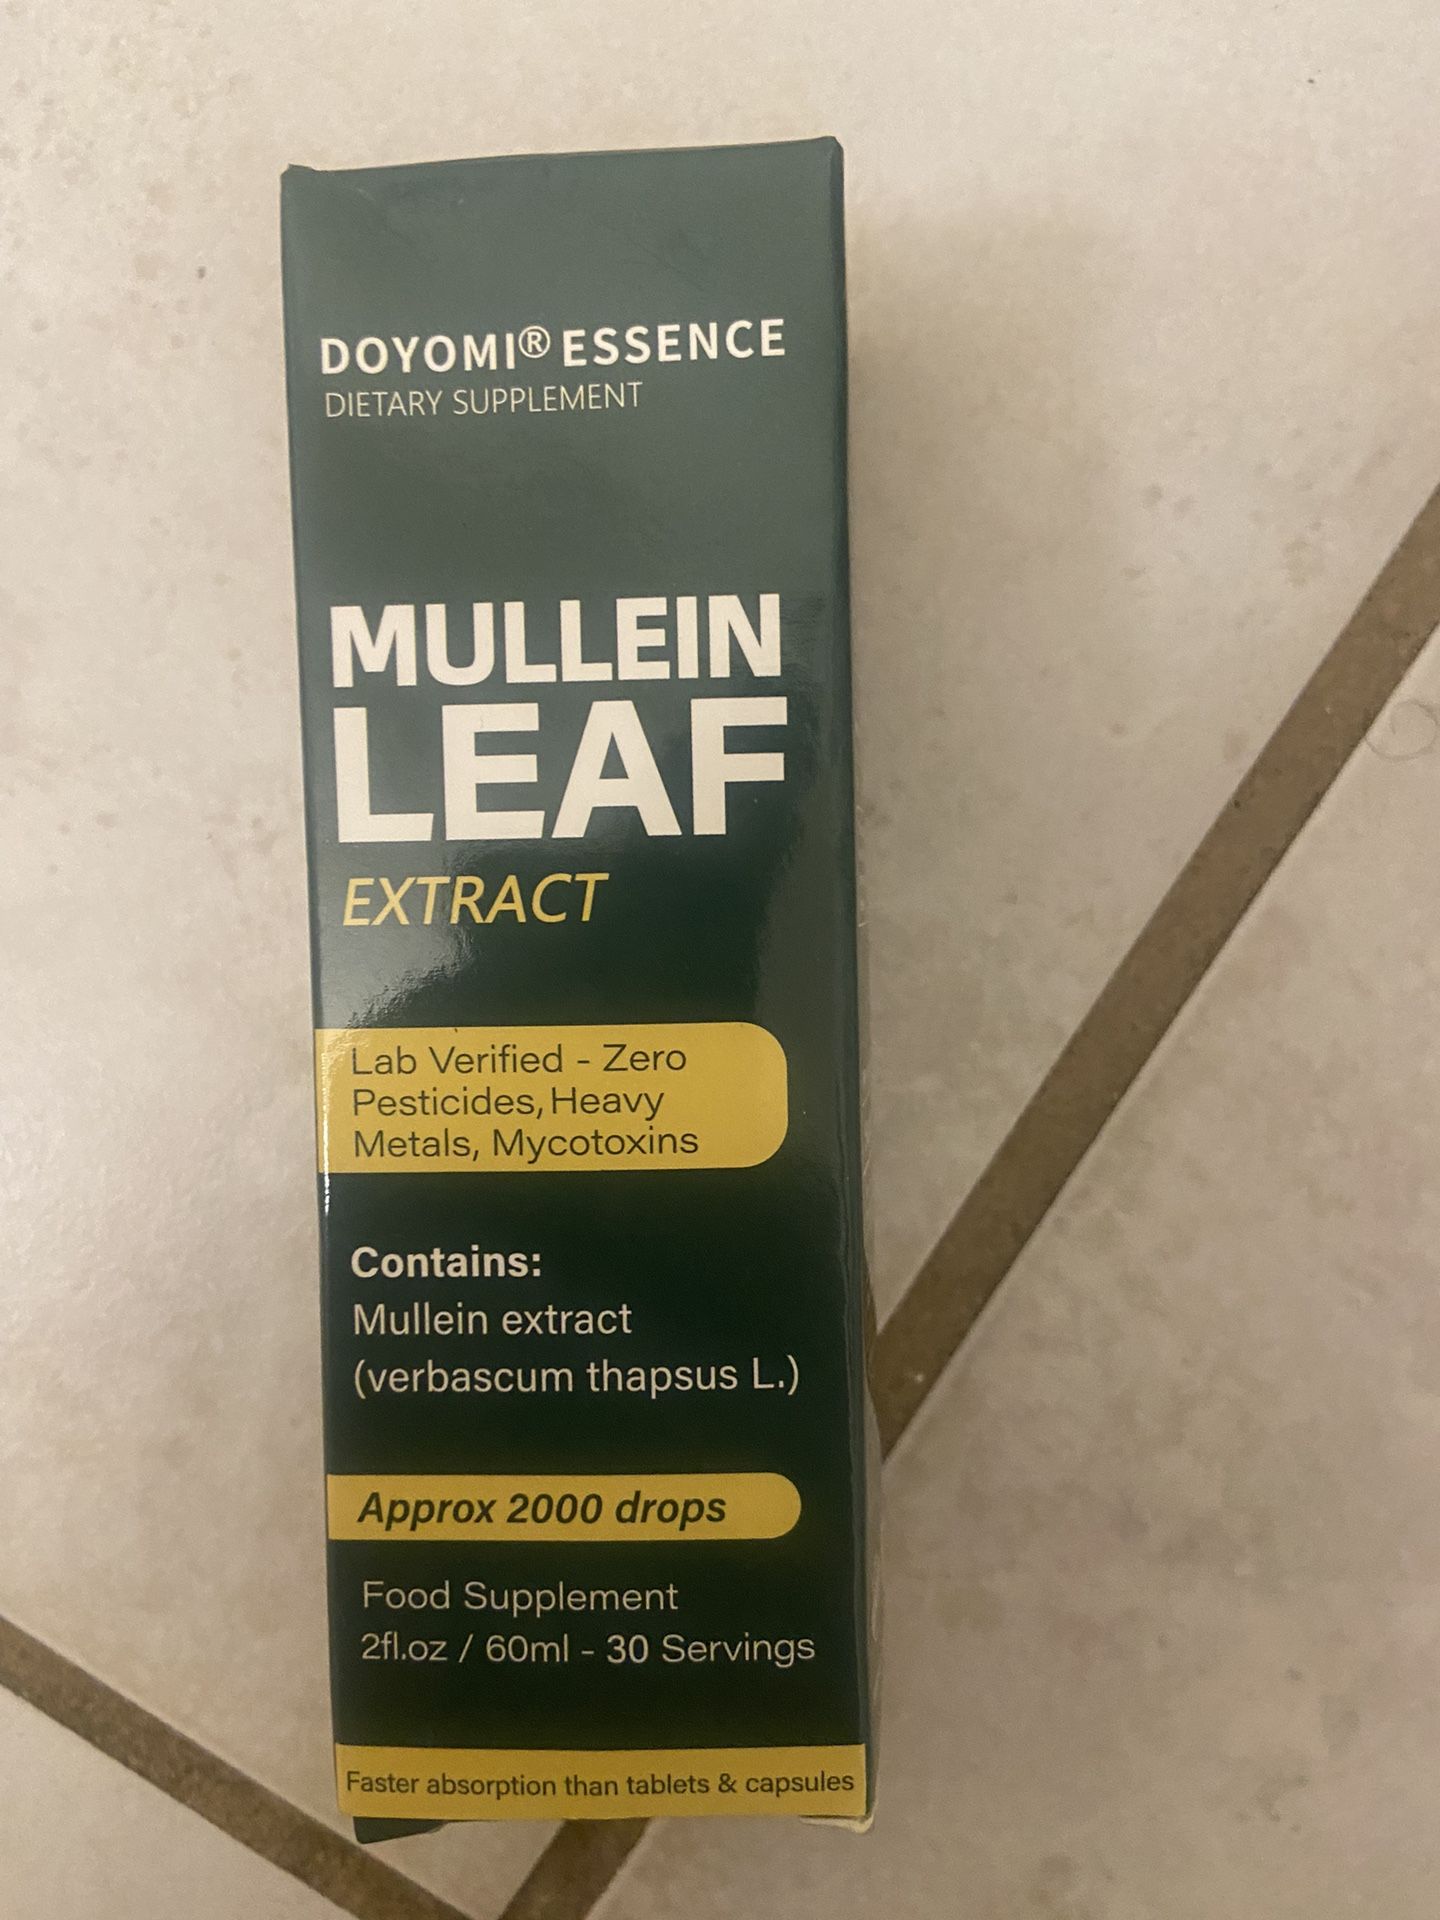 DOYOMI® ESSENCE
DIETARY SUPPLEMENT
MULLEIN
LEAF
EXTRACT
Lab Verified - Zero
Pesticides, Heavy
Metals, Mycotoxins
Contains:
Mullein extract
(verbascum thapsus L.)
Approx 2000 drops
Food Supplement
2fl.oz / 60ml - 30 Servings
Faster absorption than tablets & capsules